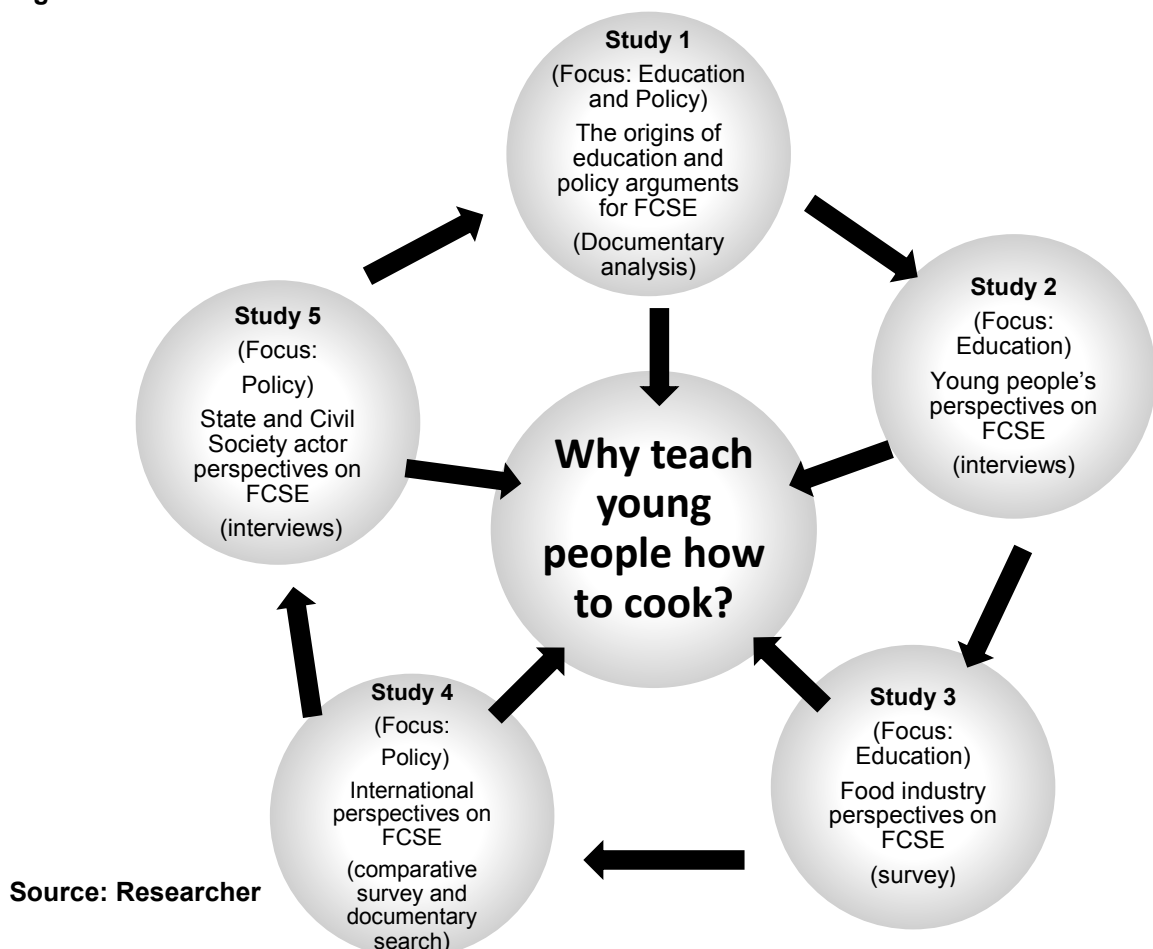 Study 1
(Focus: Education
and Policy)
The origins of
education and
policy arguments
for FCSE
(Documentary
analysis)
Study 2
(Focus:
Education)
Young people's
perspectives on
FCSE
(interviews)
Study 5
(Focus:
Policy)
State and Civil
Society actor
perspectives on
FCSE
(interviews)
Why teach
young
people how
to cook?
Study 4
(Focus:
Policy)
International
perspectives on
FCSE
(comparative
survey and
documentary
search)
Study 3
(Focus:
Education)
Food industry
perspectives on
FCSE
(survey)
Source: Researcher